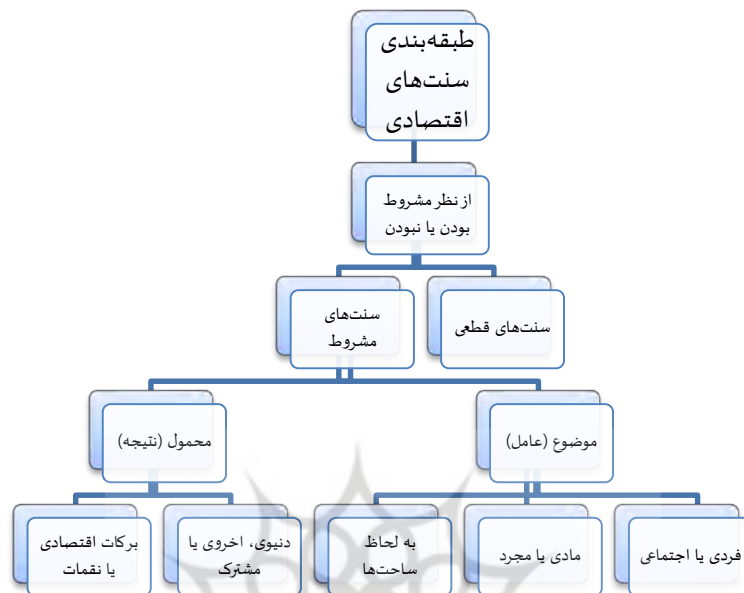 طبقه‌بندی
سنت‌های
اقتصادی
از نظر مشروط
بودن یا نبودن
سنت‌های قطعی
سنت‌های
مشروط
موضوع (عامل)
محمول (نتیجه)
فردی یا اجتماعی
مادی یا مجرد
به لحاظ
ساحت‌ها
دنیوی، اخروی یا
مشترک
برکات اقتصادی
یا نقمات